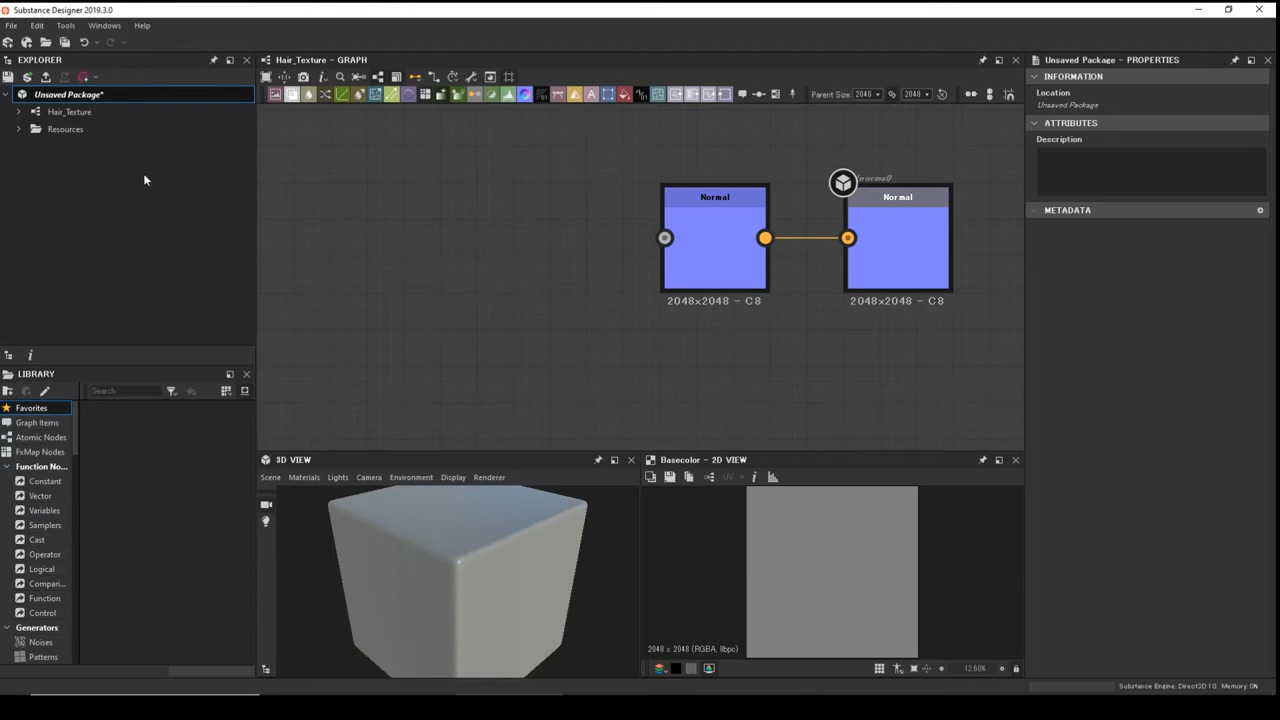 Substance Designer 2019.3.0
File Edit Tools Windows Help
EXPLORER
Unsaved Package*
Hair_Texture
Resources
LIBRARY
Search
Favorites
Graph Items
Atomic Nodes
FxMap Nodes
Function No...
Constant
Vector
Variables
Samplers
Cast
Operator
Logical
Compari...
Function
Control
Generators
Noises
Patterns
Hair_Texture - GRAPH
Parent Size: 2048 2048
Normal
2048x2048 - C8
Normal
2048x2048 - C8
3D VIEW
Scene Materials Lights Camera Environment Display Renderer
Basecolor - 2D VIEW
UV
2048 x 2048 (RGBA, 8bpc)
12.60%
Unsaved Package - PROPERTIES
INFORMATION
Location
Unsaved Package
ATTRIBUTES
Description
METADATA
Substance Engine: Direct3D 10 Memory: 0%